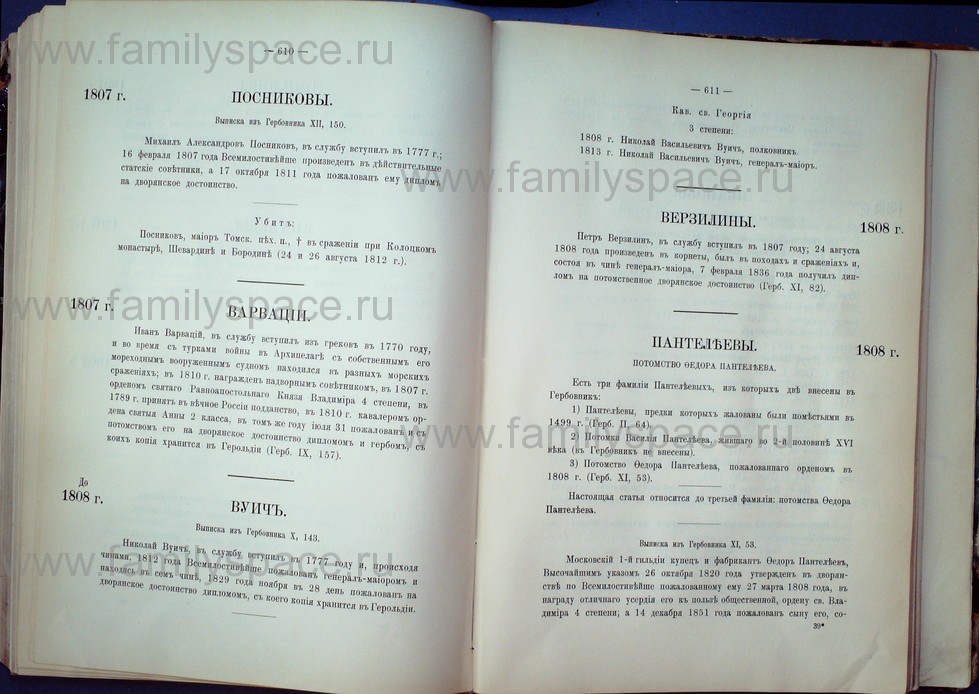 — 610 —
1807 г.
ПОСНИКОВЫ.
Выписка изъ Гербовника XII, 150.
Михаилъ Александровъ Посниковъ, въ службу вступилъ въ 1777 г.;
16 февраля 1807 года Всемилостивѣйше произведенъ въ дѣйствительные
статскіе совѣтники, а 17 октября 1811 года пожалованъ ему дипломъ
на дворянское достоинство.
Убитъ:
Посниковъ, маіоръ Томск. пѣх. п., † въ сраженіи при Колоцкомъ
монастырѣ, Шевардинѣ и Бородинѣ (24 и 26 августа 1812 г.).
1807 г.
ВАРВАЦІИ.
Иванъ Варвацій, въ службу вступилъ изъ грековъ въ 1770 году,
и во время съ турками войны въ Архипелагѣ съ собственнымъ его
мореходнымъ вооруженнымъ судномъ находился въ разныхъ морскихъ
сраженіяхъ; въ 1810 г. награжденъ надворнымъ совѣтникомъ, въ 1807 г.
орденомъ святаго Равноапостольнаго Князя Владиміра 4 степени, въ
1789 г. принятъ въ вѣчное Россіи подданство, въ 1810 г. кавалеромъ ор-
дена святыя Анны 2 класса, въ томъ же году іюля 31 пожалованъ и съ
потомствомъ его на дворянское достоинство дипломомъ и гербомъ, съ
коихъ копія хранится въ Герольдіи (Герб. IX, 157).
До
1808 г.
ВУИЧЪ.
Выписка изъ Гербовника X, 143.
Николай Вуичъ, въ службу вступилъ въ 1777 году и, происходя
чинами, 1812 года Всемилостивѣйше пожалованъ генералъ-маіоромъ и
находясь въ семъ чинѣ, 1829 года ноября въ 28 день пожалованъ на
дворянское достоинство дипломомъ, съ коего копія хранится въ Герольдіи.
— 611 —
Кав. св. Георгія
3 степени:
1808 г. Николай Васильевичъ Вуичъ, полковникъ.
1813 г. Николай Васильевичъ Вуичъ, генералъ-маіоръ.
ВЕРЗИЛИНЫ.
1808 г.
Петръ Верзилинъ, въ службу вступилъ въ 1807 году; 24 августа
1808 года произведенъ въ корнеты, былъ въ походахъ и сраженіяхъ и,
состоя въ чинѣ генералъ-маіора, 7 февраля 1836 года получилъ дип-
ломъ на потомственное дворянское достоинство (Герб. XI, 82).
ПАНТЕЛѢЕВЫ.
1808 г.
ПОТОМСТВО ѲЕДОРА ПАНТЕЛѢЕВА.
Есть три фамиліи Пантелѣевыхъ, изъ которыхъ двѣ внесены въ
Гербовникъ:
1) Пантелѣевы, предки которыхъ жалованы были помѣстьями въ
1499 г. (Герб. II, 64).
2) Потомки Василія Пантелѣева, жившаго во 2-й половинѣ XVI
вѣка (въ Гербовникъ не внесены).
3) Потомство Ѳедора Пантелѣева, пожалованнаго орденомъ въ
1808 г. (Герб. XI, 53).
Настоящая статья относится до третьей фамиліи: потомства Ѳедора
Пантелѣева.
Выписка изъ Гербовника XI, 53.
Московскій 1-й гильдіи купецъ и фабрикантъ Ѳедоръ Пантелѣевъ,
Высочайшимъ указомъ 26 октября 1820 года утвержденъ въ дворян-
ствѣ по Всемилостивѣйше пожалованному ему 27 марта 1808 года, въ
награду отличнаго усердія его къ пользѣ общественной, ордену св. Вла-
диміра 4 степени; а 14 декабря 1851 года пожалованъ сыну его, со-
39*
www.familyspace.ru
www.familyspace.ru
www.familyspace.ru
www.familyspace.ru
www.familyspace.ru
www.familyspace.ru